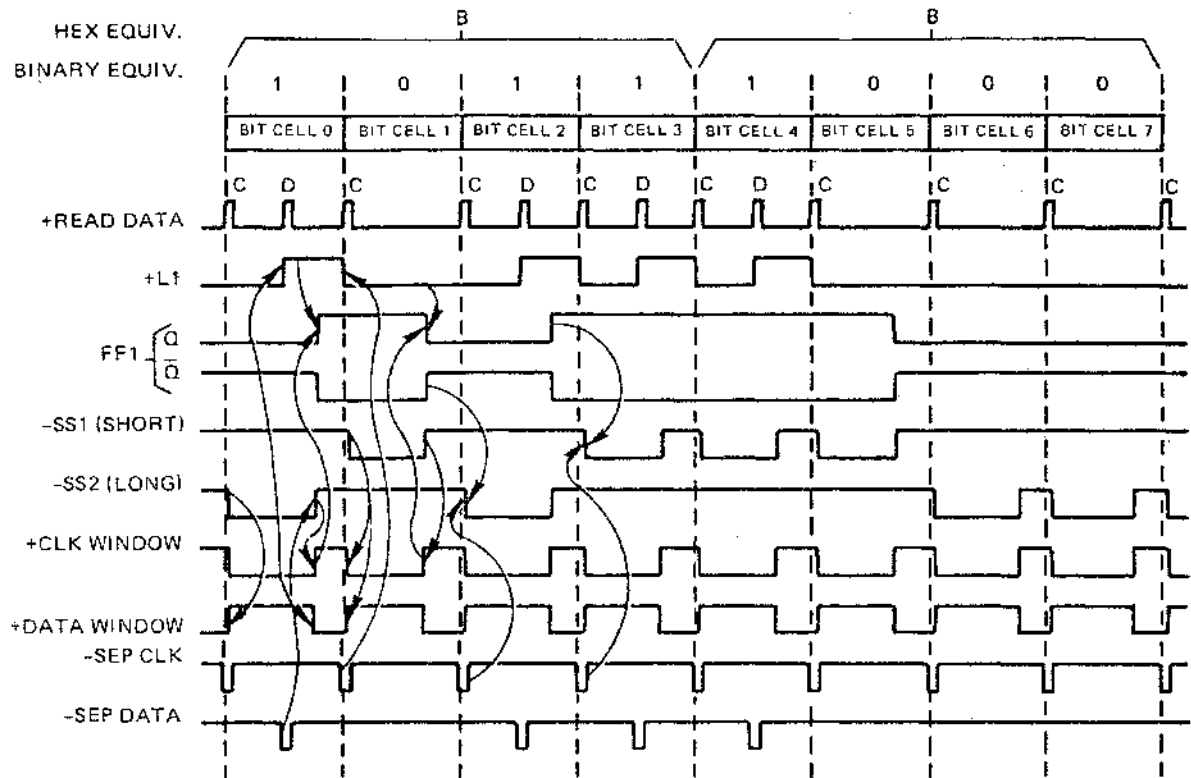 HEX EQUIV. B B
BINARY EQUIV. 1 0 1 1 1 0 0 0
BIT CELL 0 BIT CELL 1 BIT CELL 2 BIT CELL 3 BIT CELL 4 BIT CELL 5 BIT CELL 6 BIT CELL 7
C D C C D C D C D C C C C
+READ DATA
+L1
FF1 Q
Q̅
-SS1 (SHORT)
-SS2 (LONG)
+CLK WINDOW
+DATA WINDOW
-SEP CLK
-SEP DATA